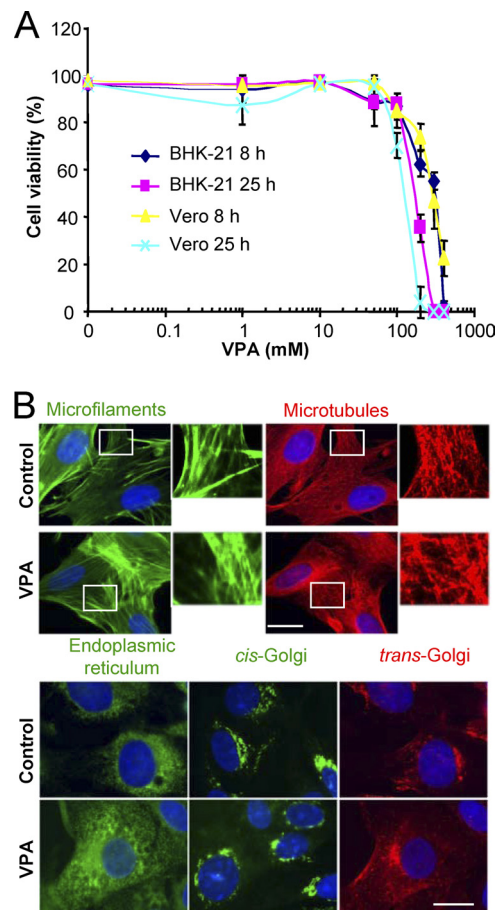 A
Cell viability (%)
120
100
80
60
40
20
0
BHK-21 8 h
BHK-21 25 h
Vero 8 h
Vero 25 h
0 0.1 1 10 100 1000
VPA (mM)
B
Microfilaments Microtubules
Control
VPA
Endoplasmic
reticulum
cis-Golgi trans-Golgi
Control
VPA